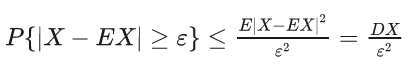 P{|X − EX| ≥ ε} ≤ E|X−EX|²/ε² = DX/ε²